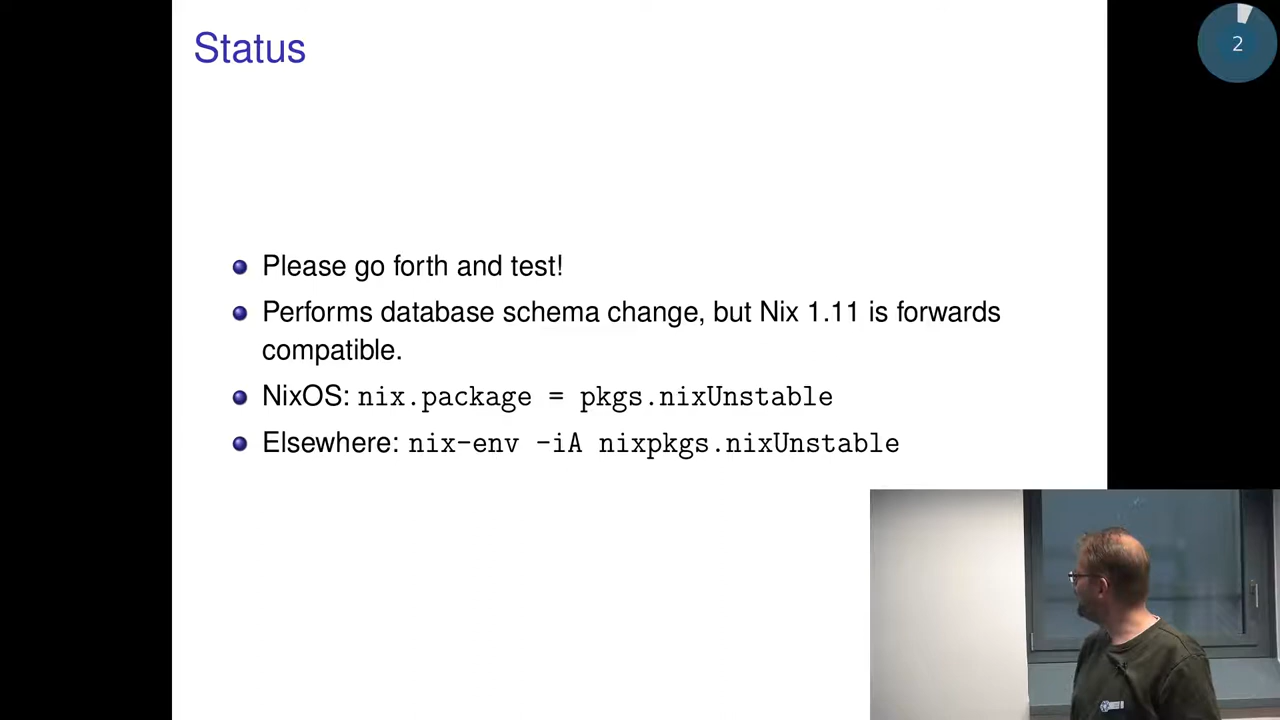 Status
2
Please go forth and test!
Performs database schema change, but Nix 1.11 is forwards
compatible.
NixOS: nix.package = pkgs.nixUnstable
Elsewhere: nix-env -iA nixpkgs.nixUnstable